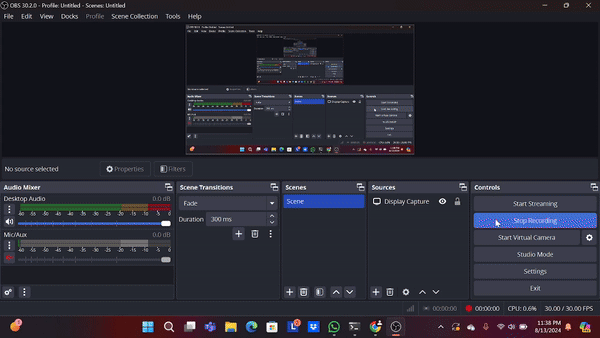 OBS 30.2.0 - Profile: Untitled - Scenes: Untitled
File Edit View Docks Profile Scene Collection Tools Help
No source selected
Properties
Filters
Audio Mixer
Desktop Audio
0.0 dB
-60 -55 -50 -45 -40 -35 -30 -25 -20 -15 -10 -5 0
Mic/Aux
0.0 dB
-60 -55 -50 -45 -40 -35 -30 -25 -20 -15 -10 -5 0
Scene Transitions
Fade
Duration 300 ms
Scenes
Scene
Sources
Display Capture
Controls
Start Streaming
Stop Recording
Start Virtual Camera
Studio Mode
Settings
Exit
00:00:00
00:00:00
CPU: 0.6%
30.00 / 30.00 FPS
11:38 PM
8/13/2024